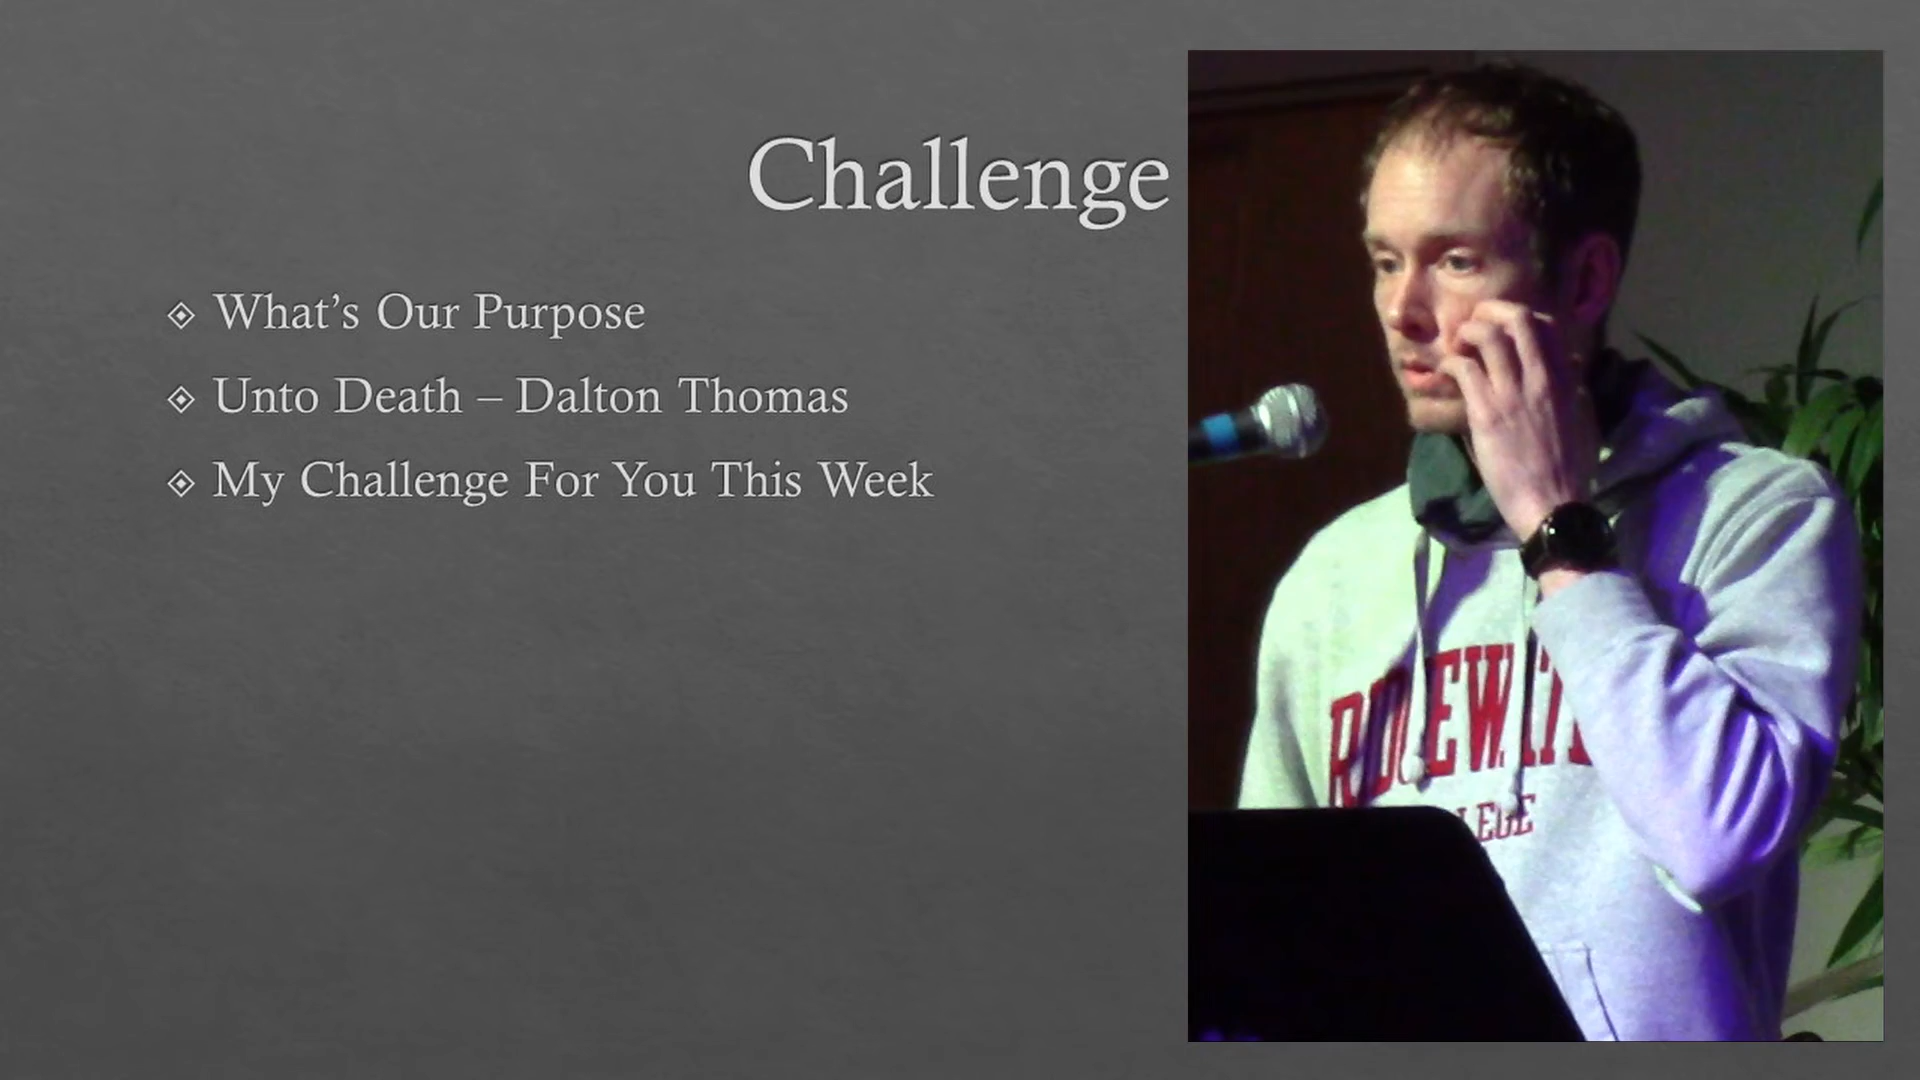 Challenge
What's Our Purpose
Unto Death – Dalton Thomas
My Challenge For You This Week